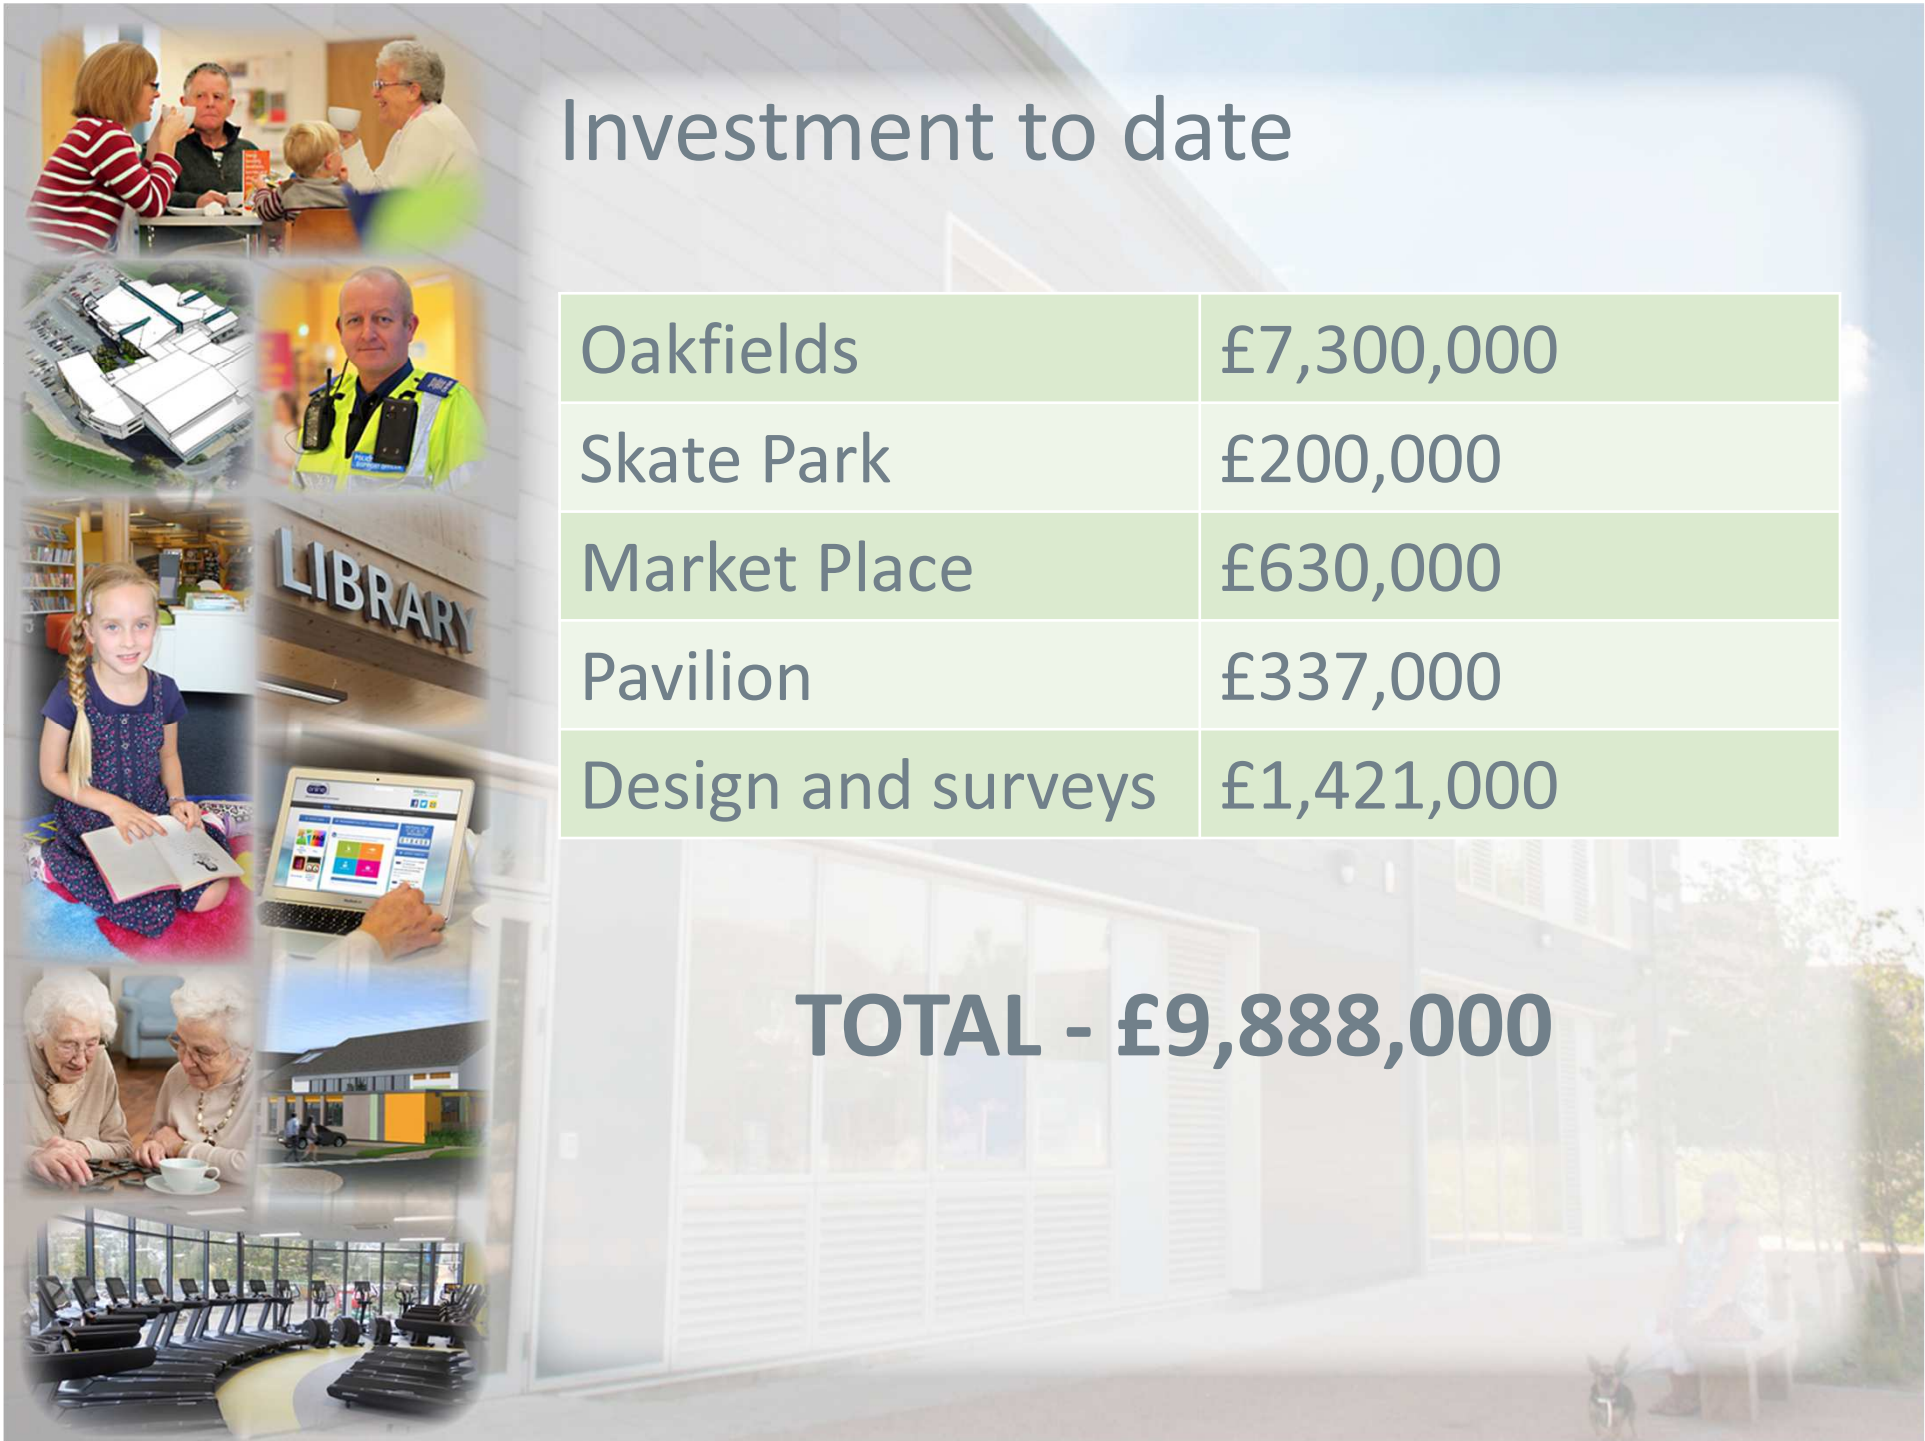 Investment to date
Oakfields £7,300,000
Skate Park £200,000
Market Place £630,000
Pavilion £337,000
Design and surveys £1,421,000
TOTAL - £9,888,000
LIBRARY